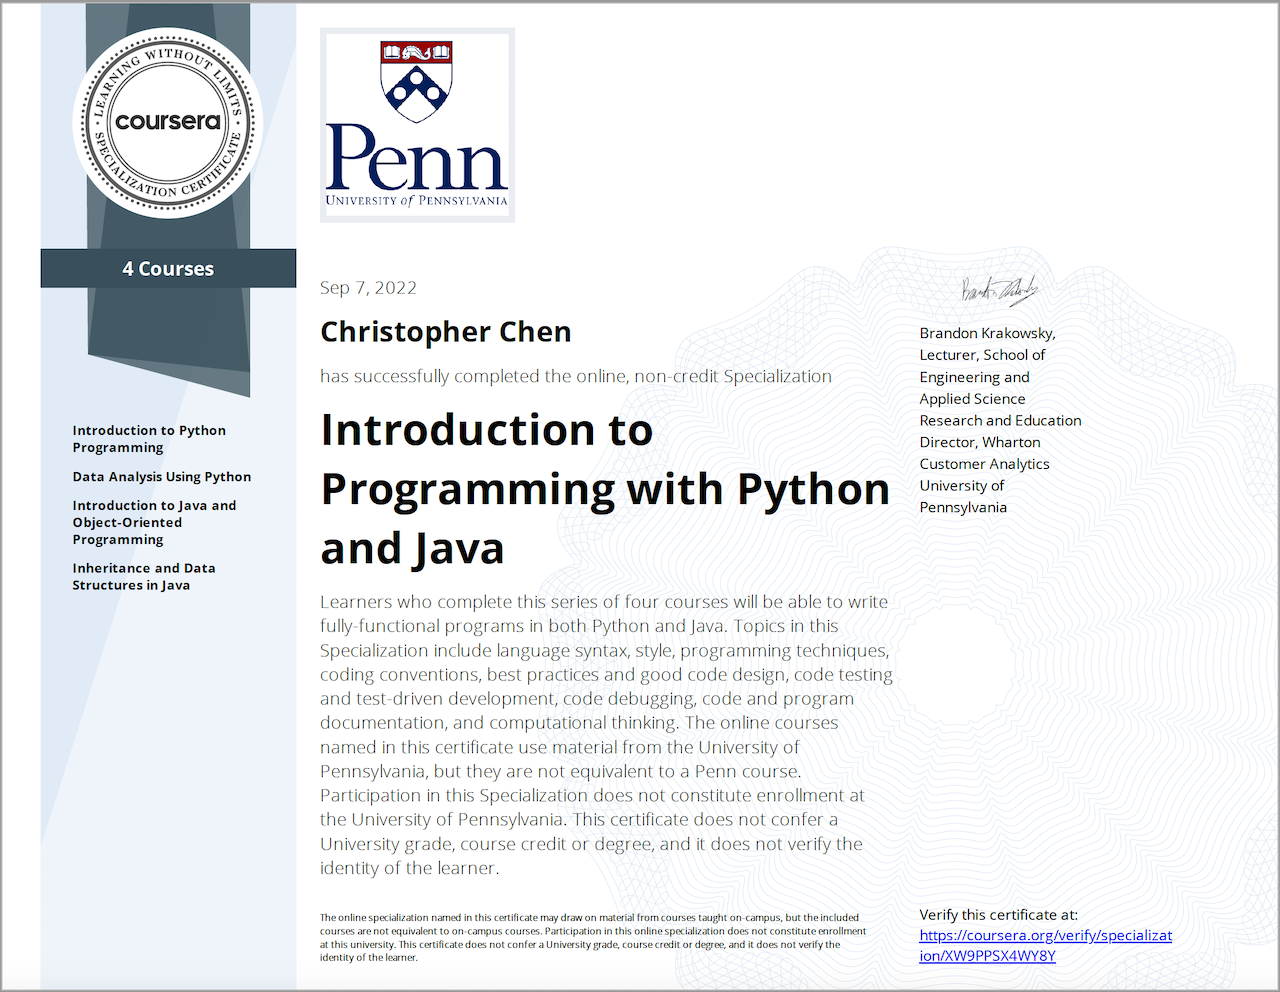 LEARNING WITHOUT LIMITS
coursera
SPECIALIZATION CERTIFICATE
Penn
UNIVERSITY of PENNSYLVANIA
4 Courses
Introduction to Python
Programming
Data Analysis Using Python
Introduction to Java and
Object-Oriented
Programming
Inheritance and Data
Structures in Java
Sep 7, 2022
Christopher Chen
has successfully completed the online, non-credit Specialization
Introduction to
Programming with Python
and Java
Learners who complete this series of four courses will be able to write
fully-functional programs in both Python and Java. Topics in this
Specialization include language syntax, style, programming techniques,
coding conventions, best practices and good code design, code testing
and test-driven development, code debugging, code and program
documentation, and computational thinking. The online courses
named in this certificate use material from the University of
Pennsylvania, but they are not equivalent to a Penn course.
Participation in this Specialization does not constitute enrollment at
the University of Pennsylvania. This certificate does not confer a
University grade, course credit or degree, and it does not verify the
identity of the learner.
The online specialization named in this certificate may draw on material from courses taught on-campus, but the included
courses are not equivalent to on-campus courses. Participation in this online specialization does not constitute enrollment
at this university. This certificate does not confer a University grade, course credit or degree, and it does not verify the
identity of the learner.
Brandon Krakowsky,
Lecturer, School of
Engineering and
Applied Science
Research and Education
Director, Wharton
Customer Analytics
University of
Pennsylvania
Verify this certificate at:
https://coursera.org/verify/specializat
ion/XW9PPSX4WY8Y